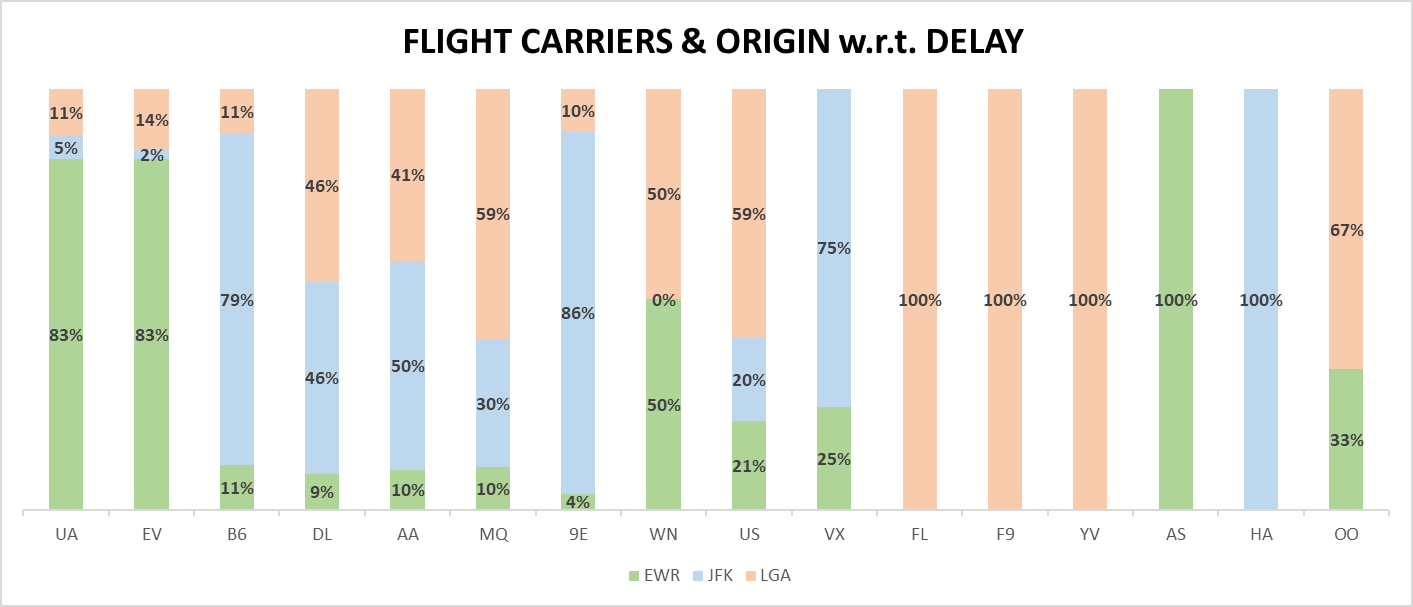 FLIGHT CARRIERS & ORIGIN w.r.t. DELAY
11% 14% 11% 46% 41% 59% 10% 50% 59% 67%
5% 2% 79% 46% 50% 30% 86% 0% 20% 75% 100% 100% 100% 100% 100%
83% 83% 11% 9% 10% 10% 4% 50% 21% 25% 33%
UA EV B6 DL AA MQ 9E WN US VX FL F9 YV AS HA OO
EWR JFK LGA